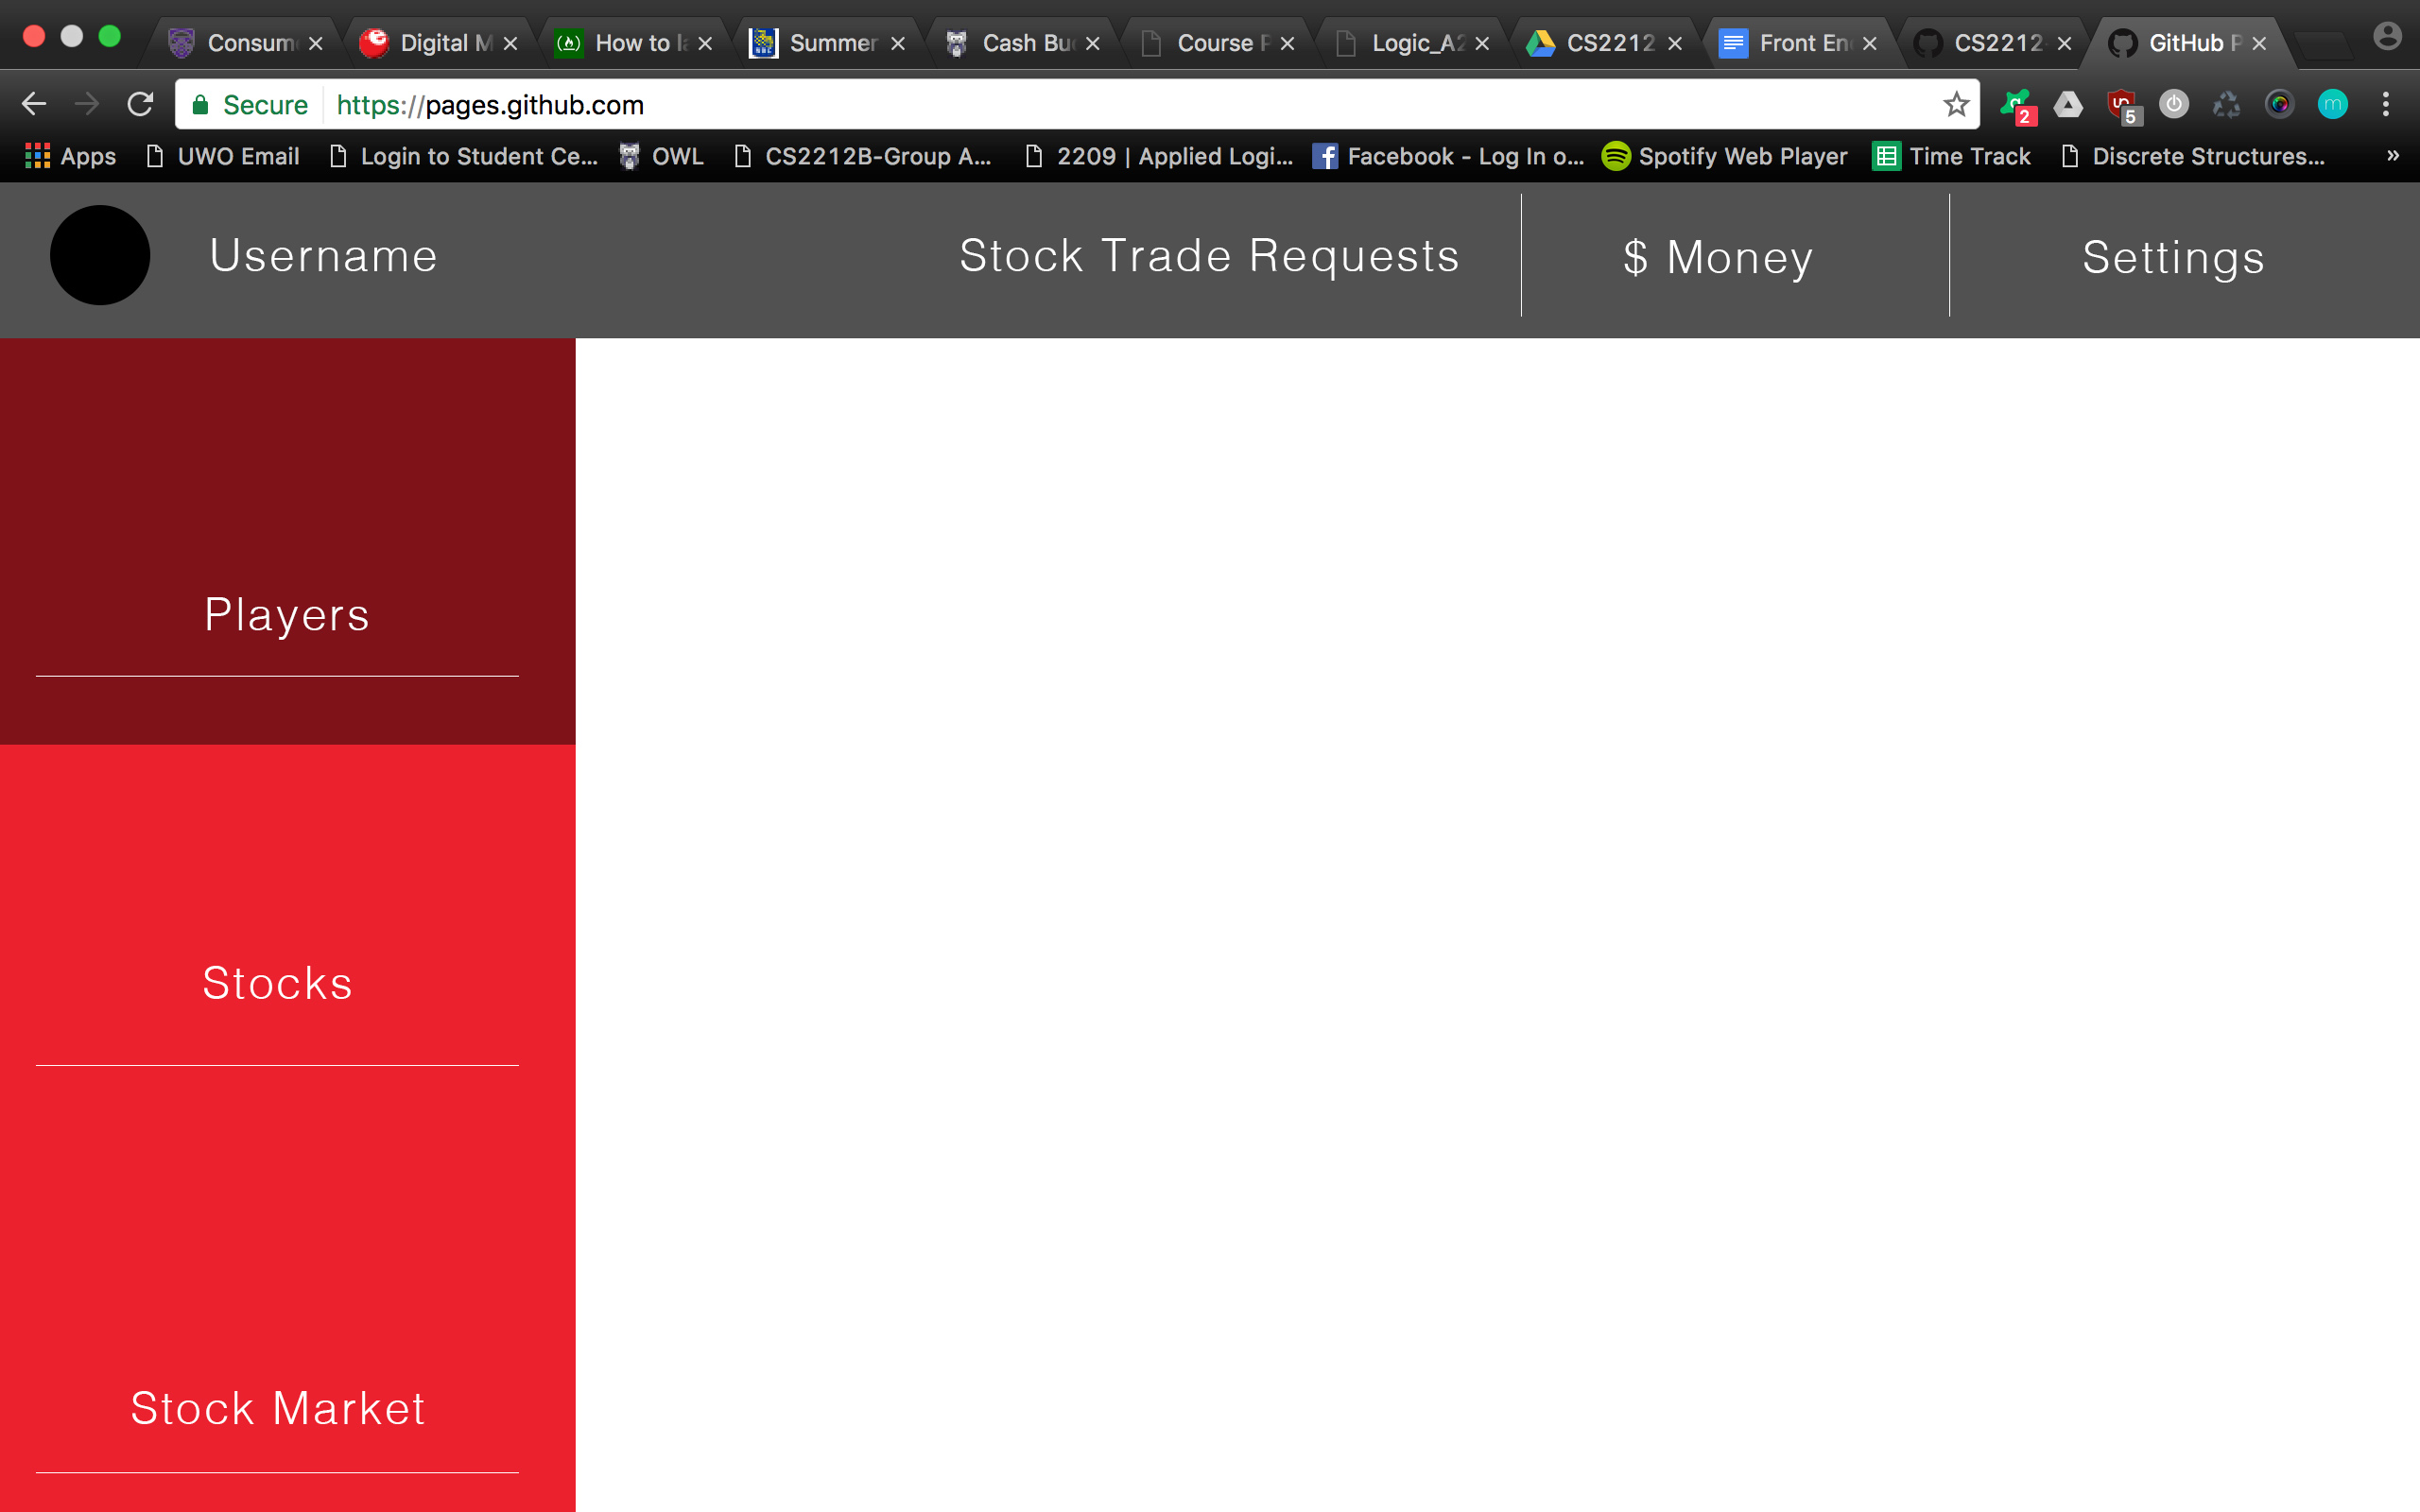 Consum Digital M How to la Summer Cash Bu Course P Logic_A2 CS2212 Front En CS2212- GitHub P
Secure https://pages.github.com 2 5 m
Apps UWO Email Login to Student Ce... OWL CS2212B-Group A... 2209 | Applied Logi... Facebook - Log In o... Spotify Web Player Time Track Discrete Structures... »
Username Stock Trade Requests $ Money Settings
Players
Stocks
Stock Market